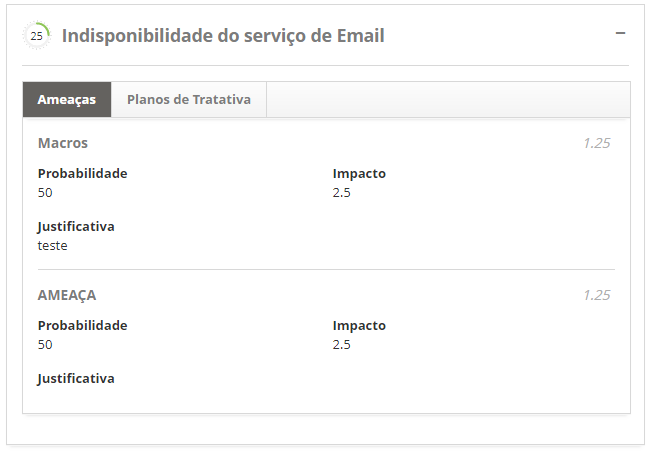 25
Indisponibilidade do serviço de Email
Ameaças
Planos de Tratativa
Macros
1.25
Probabilidade
Impacto
50
2.5
Justificativa
teste
AMEAÇA
1.25
Probabilidade
Impacto
50
2.5
Justificativa